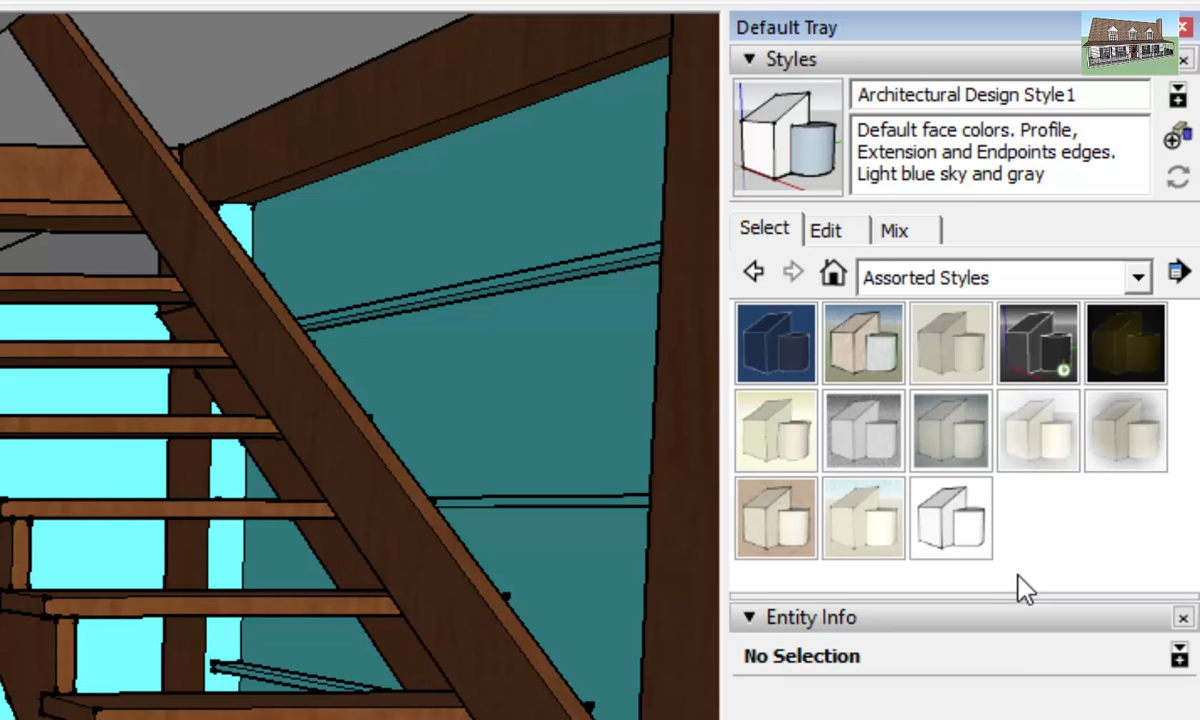 Default Tray
Styles
Architectural Design Style1
Default face colors. Profile,
Extension and Endpoints edges.
Light blue sky and gray
Select
Edit
Mix
Assorted Styles
Entity Info
No Selection